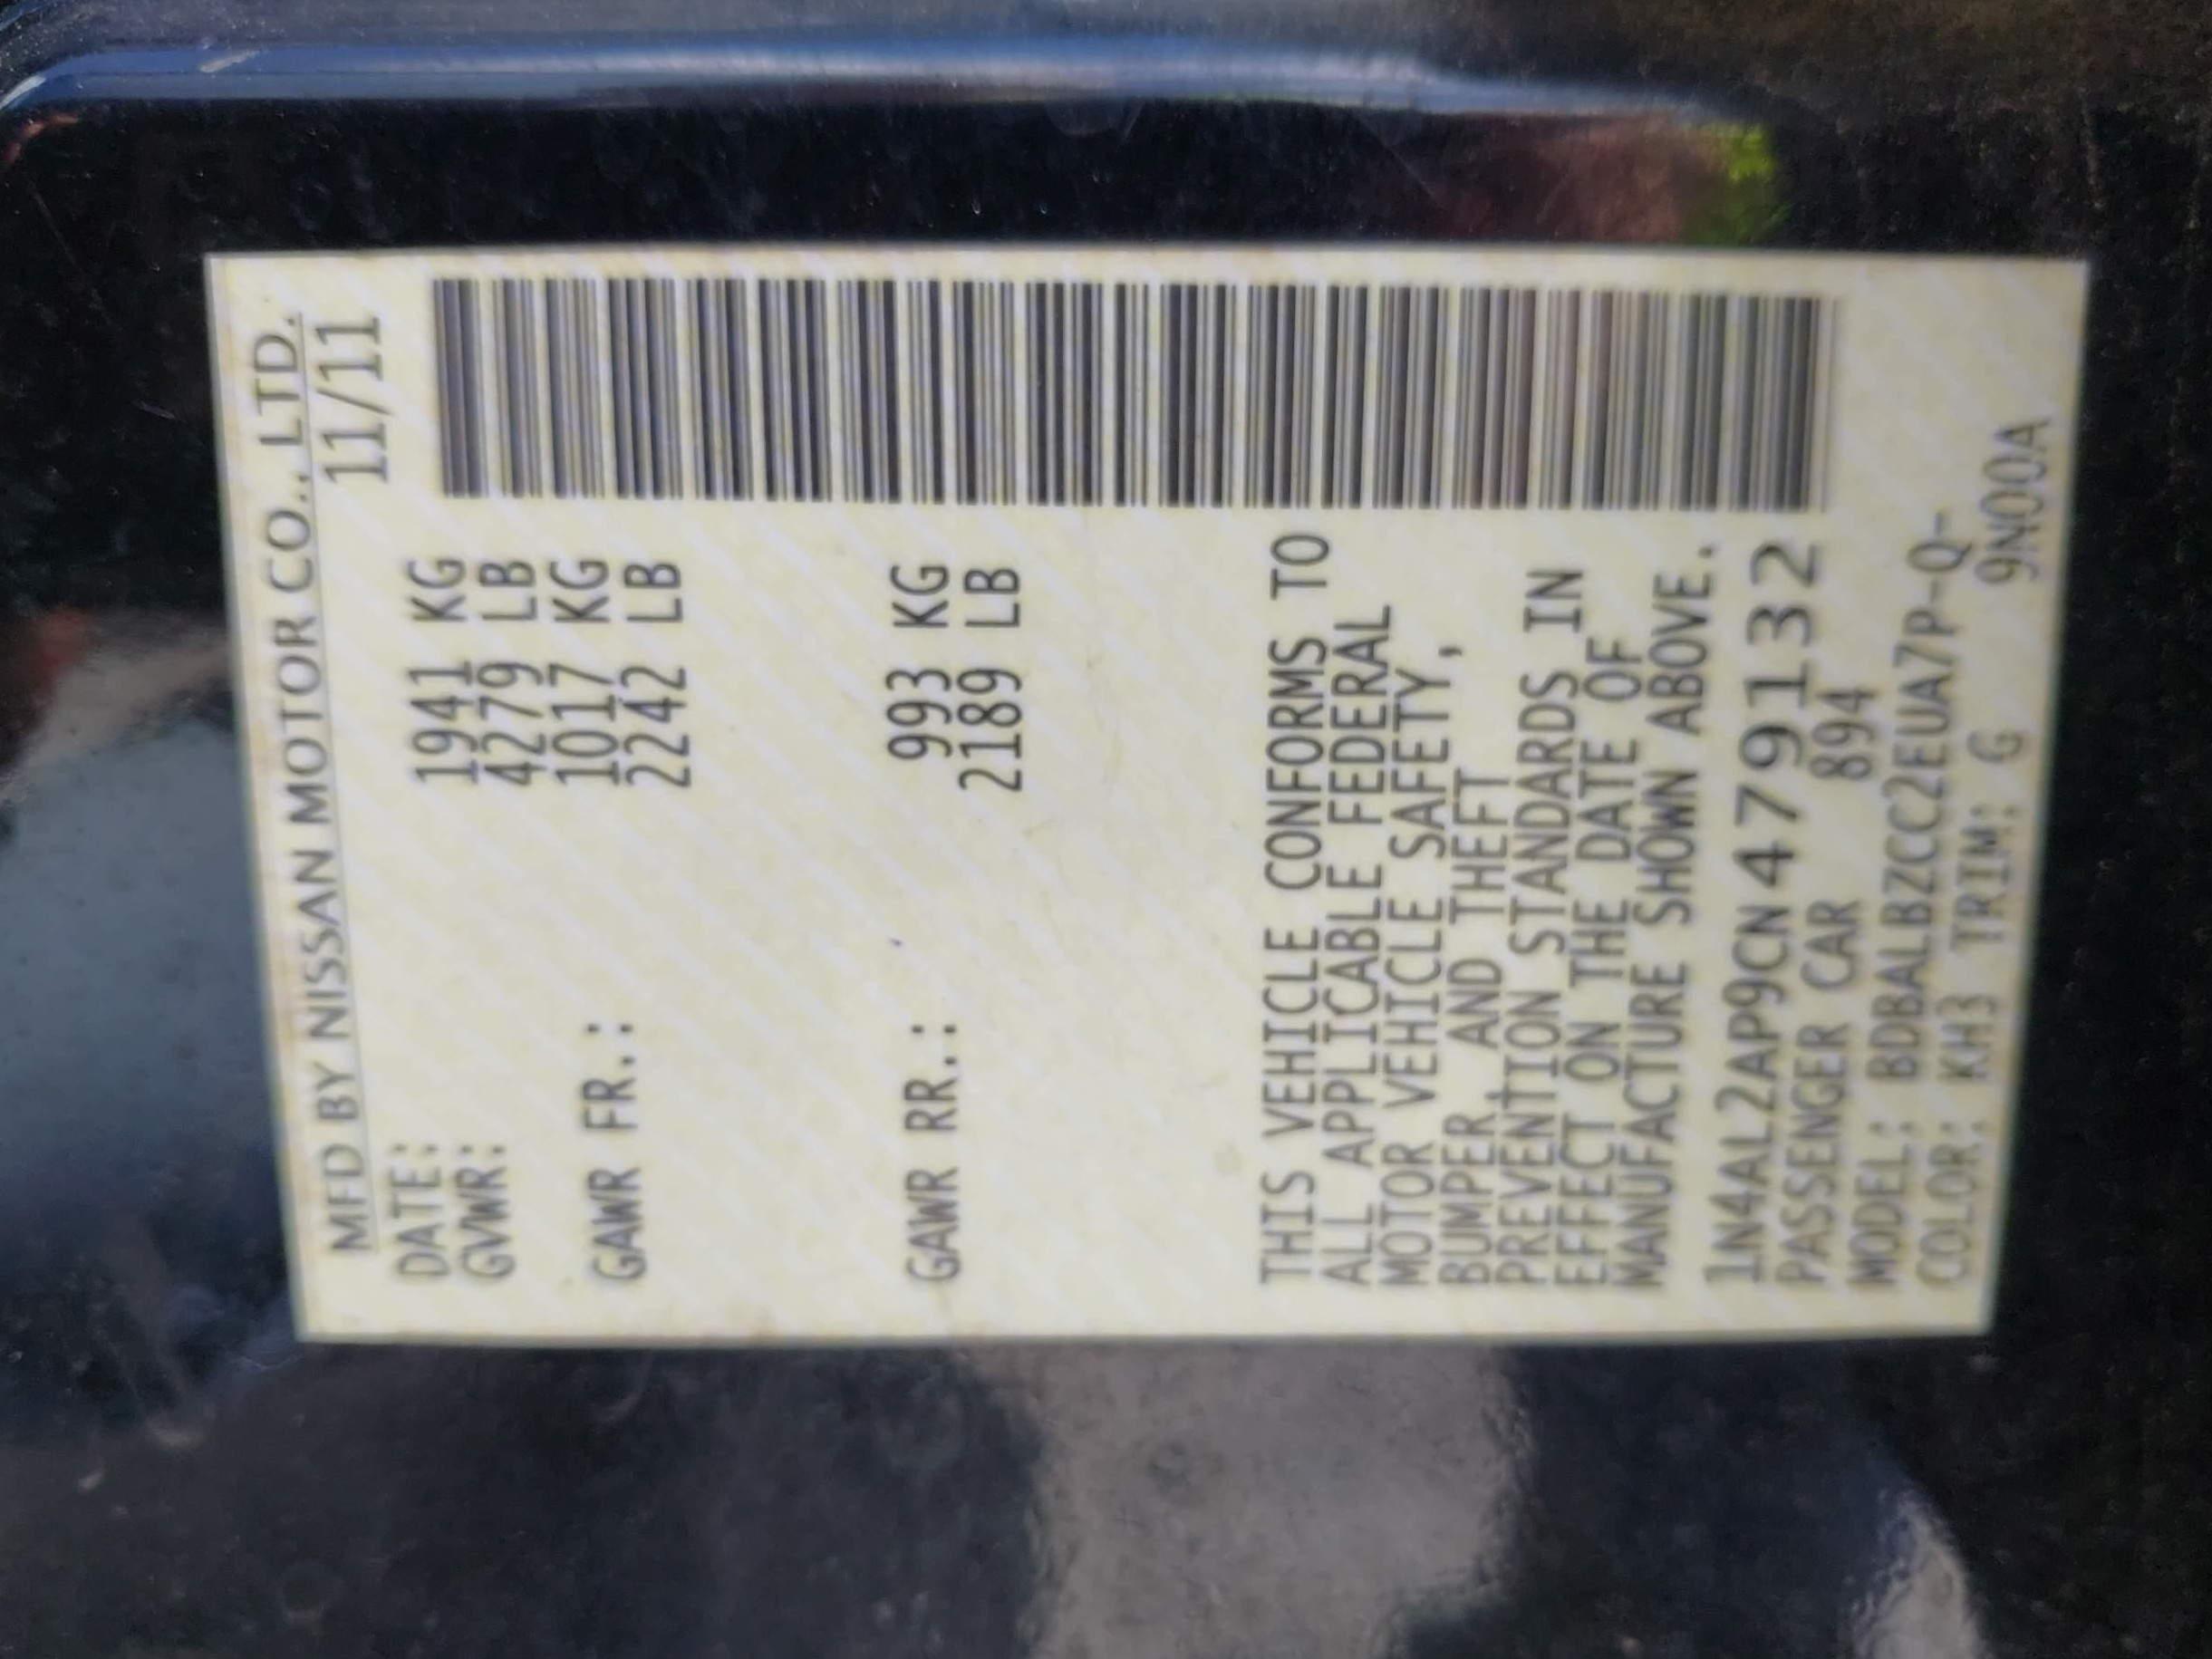 MFD BY NISSAN MOTOR CO., LTD.
DATE: 11/11
GVWR: 1941 KG
4279 LB
GAWR FR.: 1017 KG
2242 LB
GAWR RR.: 993 KG
2189 LB
THIS VEHICLE CONFORMS TO
ALL APPLICABLE FEDERAL
MOTOR VEHICLE SAFETY,
BUMPER, AND THEFT
PREVENTION STANDARDS IN
EFFECT ON THE DATE OF
MANUFACTURE SHOWN ABOVE.
1N4AL2AP9CN479132
PASSENGER CAR 894
MODEL: BDBALBZCC2EUA7P-Q-
COLOR: KH3 TRIM: G 9N00A